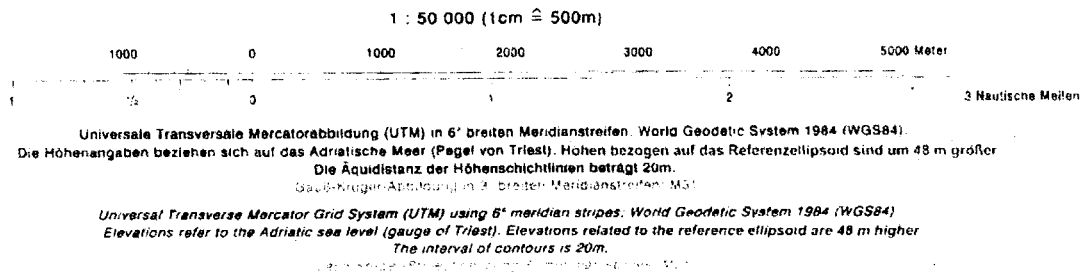 1 : 50 000 (1cm ≙ 500m)
1000 0 1000 2000 3000 4000 5000 Meter
1 ½ 0 1 2 3 Nautische Meilen
Universale Transversale Mercatorabbildung (UTM) in 6° breiten Meridianstreifen. World Geodetic System 1984 (WGS84).
Die Höhenangaben beziehen sich auf das Adriatische Meer (Pegel von Triest). Höhen bezogen auf das Referenzellipsoid sind um 48 m größer
Die Äquidistanz der Höhenschichtlinien beträgt 20m.
Gauß-Krüger-Abbildung in 3° breiten Meridianstreifen: M31
Universal Transverse Mercator Grid System (UTM) using 6° meridian stripes: World Geodetic System 1984 (WGS84)
Elevations refer to the Adriatic sea level (gauge of Triest). Elevations related to the reference ellipsoid are 48 m higher
The interval of contours is 20m.